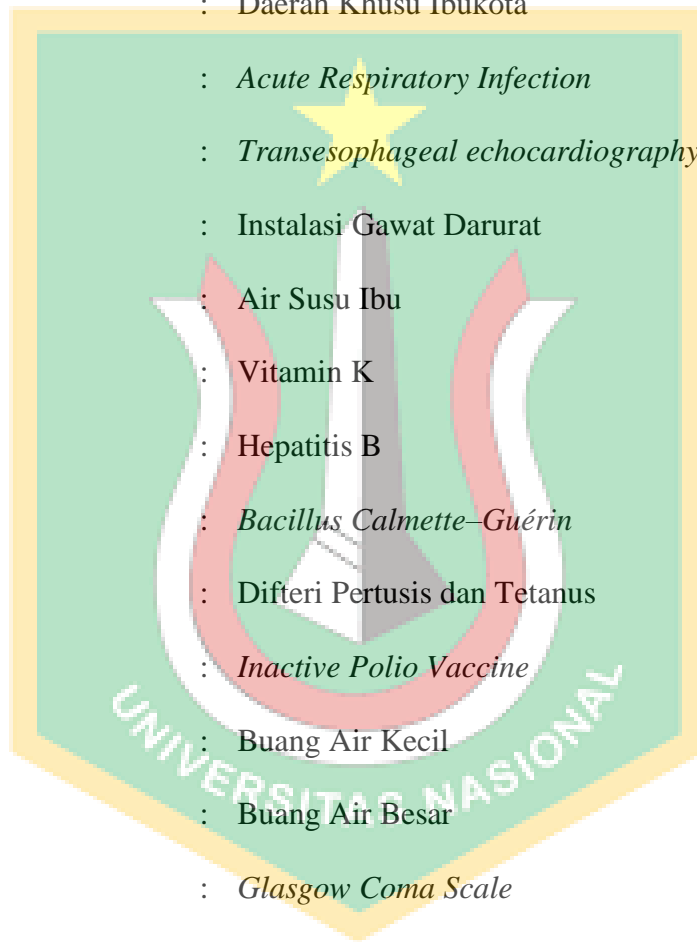 : Daerah Khusu Ibukota
: Acute Respiratory Infection
: Transesophageal echocardiography
: Instalasi Gawat Darurat
: Air Susu Ibu
: Vitamin K
: Hepatitis B
: Bacillus Calmette–Guérin
: Difteri Pertusis dan Tetanus
: Inactive Polio Vaccine
: Buang Air Kecil
: Buang Air Besar
: Glasgow Coma Scale
UNIVERSITAS NASIONAL